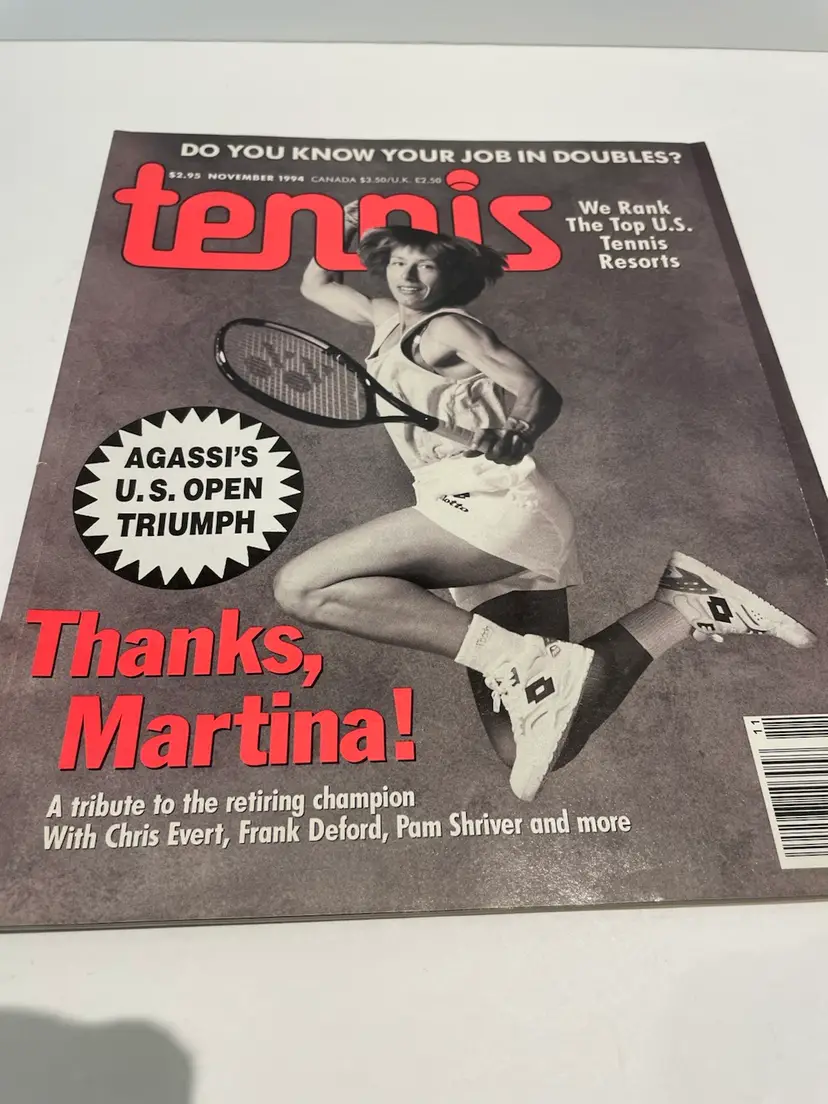 DO YOU KNOW YOUR JOB IN DOUBLES?
$2.95 NOVEMBER 1994 CANADA $3.50/U.K. £2.50
tennis
We Rank
The Top U.S.
Tennis
Resorts
AGASSI'S
U.S. OPEN
TRIUMPH
lotto
Thanks,
Martina!
A tribute to the retiring champion
With Chris Evert, Frank Deford, Pam Shriver and more
11